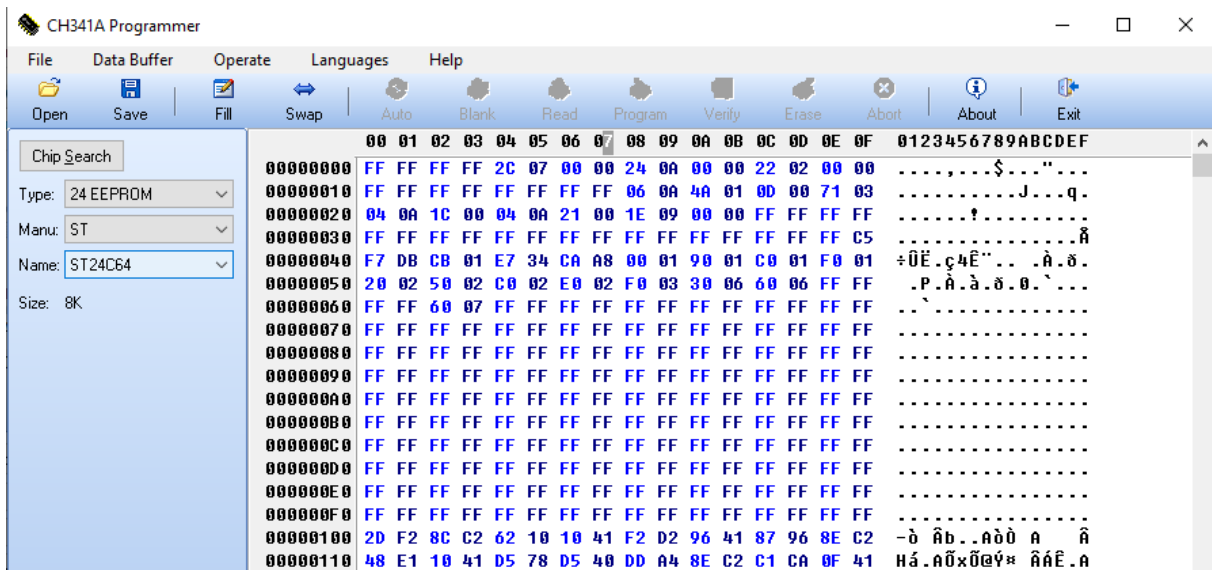 CH341A Programmer
File Data Buffer Operate Languages Help
Open Save Fill Swap Auto Blank Read Program Verify Erase Abort About Exit
Chip Search
Type: 24 EEPROM
Manu: ST
Name: ST24C64
Size: 8K
00 01 02 03 04 05 06 07 08 09 0A 0B 0C 0D 0E 0F 0123456789ABCDEF
00000000 FF FF FF FF 2C 07 00 00 24 0A 00 00 22 02 00 00 ....,...$..."...
00000010 FF FF FF FF FF FF FF FF 06 0A 4A 01 0D 00 71 03 ..........J...q.
00000020 04 0A 1C 00 04 0A 21 00 1E 09 00 00 FF FF FF FF ......!.........
00000030 FF FF FF FF FF FF FF FF FF FF FF FF FF FF FF C5 ...............Å
00000040 F7 DB CB 01 E7 34 CA A8 00 01 90 01 C0 01 F0 01 ÷ÛË.ç4Ê¨.. .À.ð.
00000050 20 02 50 02 C0 02 E0 02 F0 03 30 06 60 06 FF FF .P.À.à.ð.0.`...
00000060 FF FF 60 07 FF FF FF FF FF FF FF FF FF FF FF FF ..`.............
00000070 FF FF FF FF FF FF FF FF FF FF FF FF FF FF FF FF ................
00000080 FF FF FF FF FF FF FF FF FF FF FF FF FF FF FF FF ................
00000090 FF FF FF FF FF FF FF FF FF FF FF FF FF FF FF FF ................
000000A0 FF FF FF FF FF FF FF FF FF FF FF FF FF FF FF FF ................
000000B0 FF FF FF FF FF FF FF FF FF FF FF FF FF FF FF FF ................
000000C0 FF FF FF FF FF FF FF FF FF FF FF FF FF FF FF FF ................
000000D0 FF FF FF FF FF FF FF FF FF FF FF FF FF FF FF FF ................
000000E0 FF FF FF FF FF FF FF FF FF FF FF FF FF FF FF FF ................
000000F0 FF FF FF FF FF FF FF FF FF FF FF FF FF FF FF FF ................
00000100 2D F2 8C C2 62 10 10 41 F2 D2 96 41 87 96 8E C2 -ò Âb..AòÒ A Â
00000110 48 E1 10 41 D5 78 D5 40 DD A4 8E C2 C1 CA 0F 41 Há.AÕxÕ@Ý¤ ÂÁÊ.A